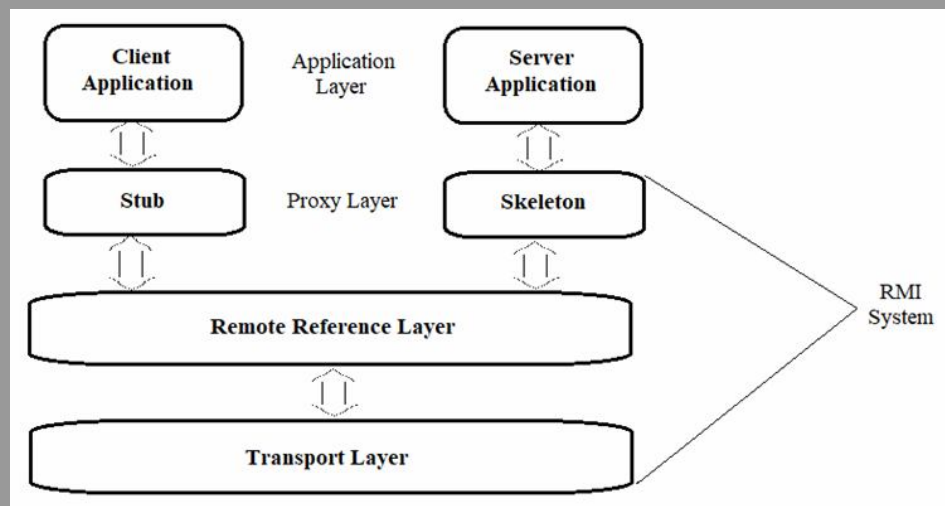 Client
Application
Application
Layer
Server
Application
Stub
Proxy Layer
Skeleton
RMI
System
Remote Reference Layer
Transport Layer